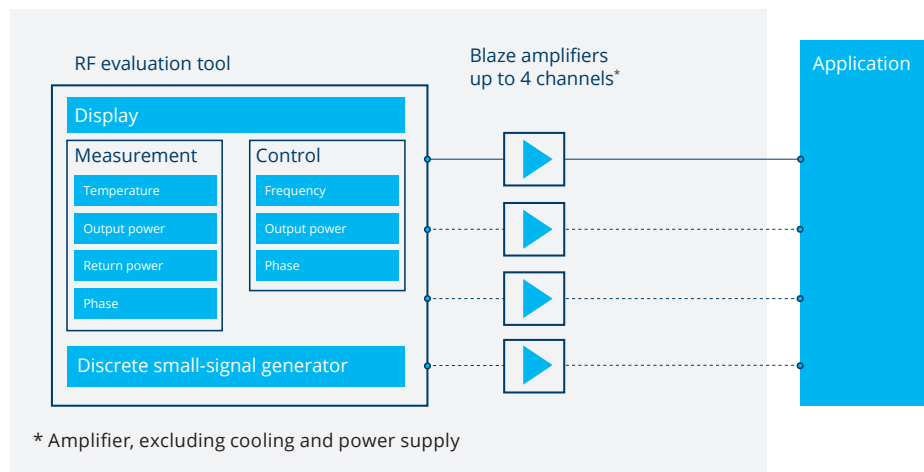 RF evaluation tool
Blaze amplifiers
up to 4 channels*
Application
Display
Measurement
Temperature
Output power
Return power
Phase
Control
Frequency
Output power
Phase
Discrete small-signal generator
* Amplifier, excluding cooling and power supply